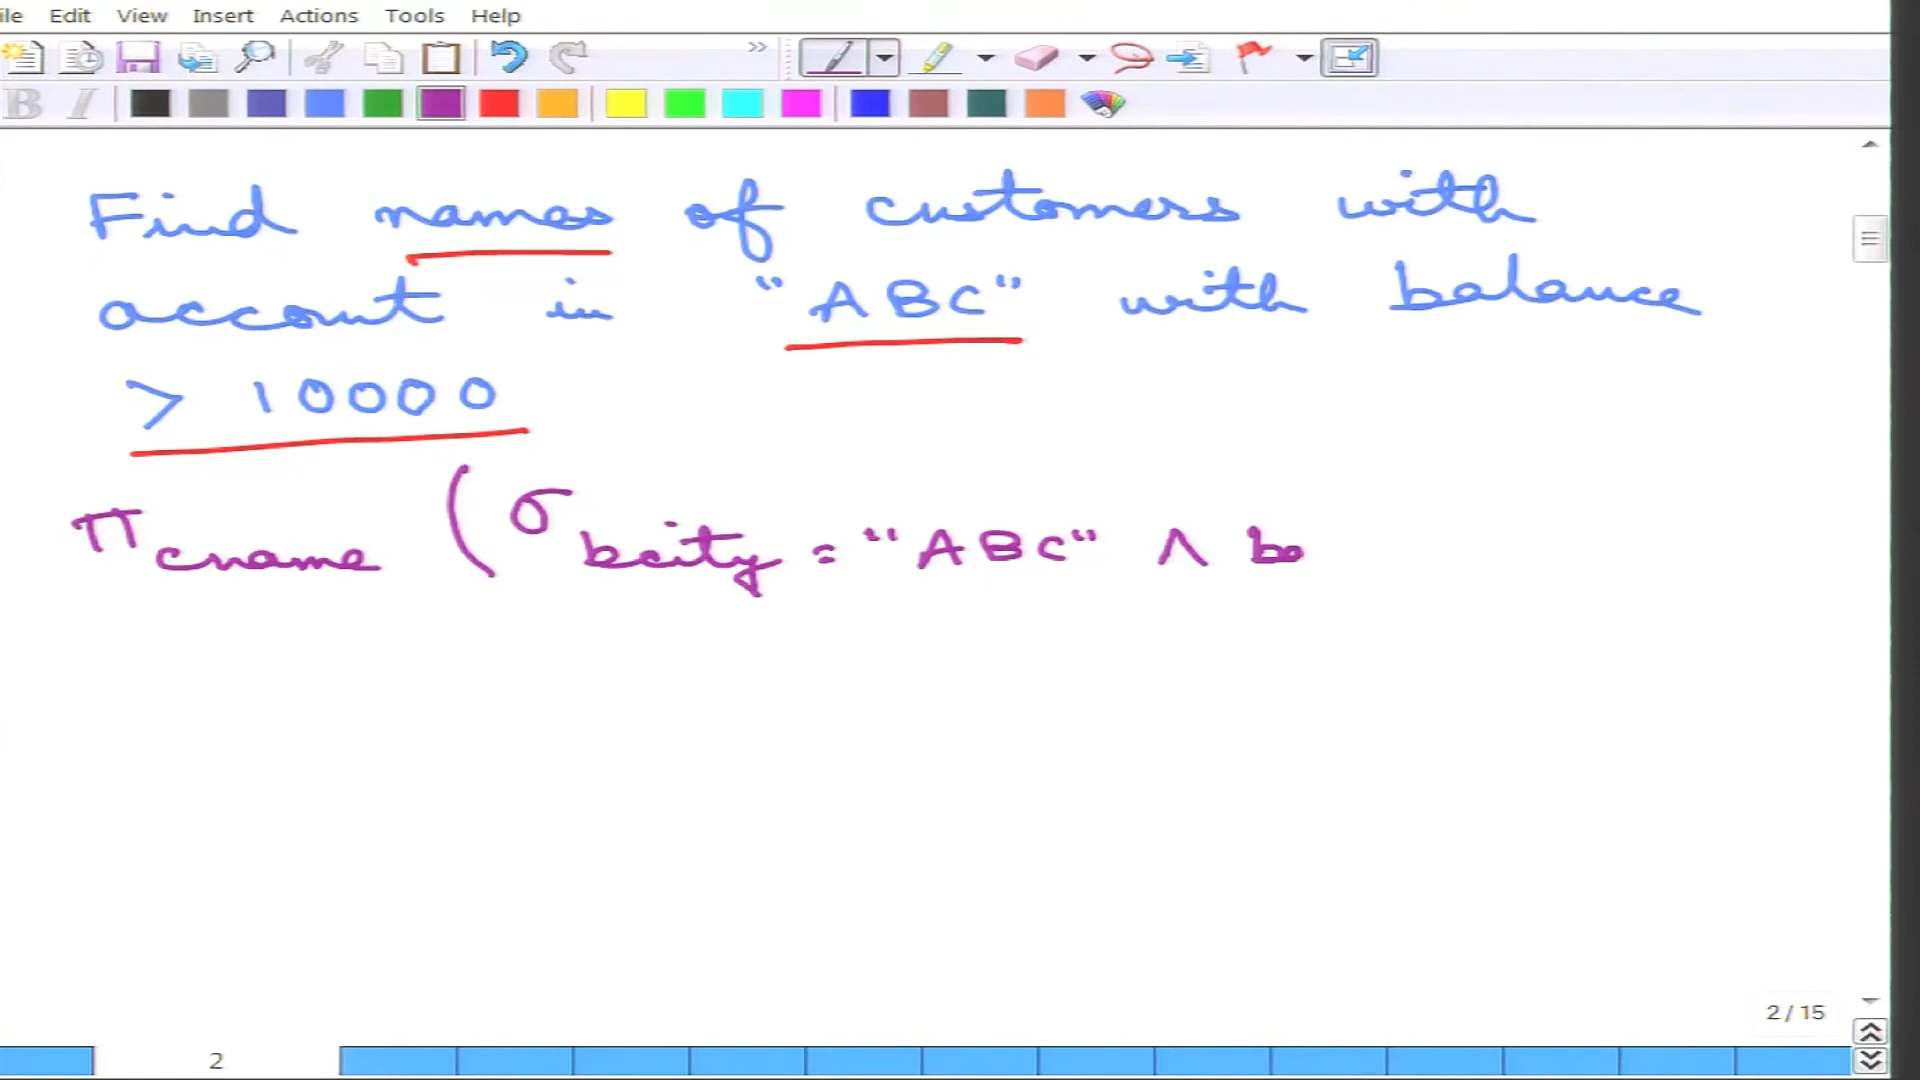 ile Edit View Insert Actions Tools Help
B I
Find names of customers with
account in "ABC" with balance
> 10000
π cname ( σ bcity = "ABC" ∧ ba
2 / 15
2